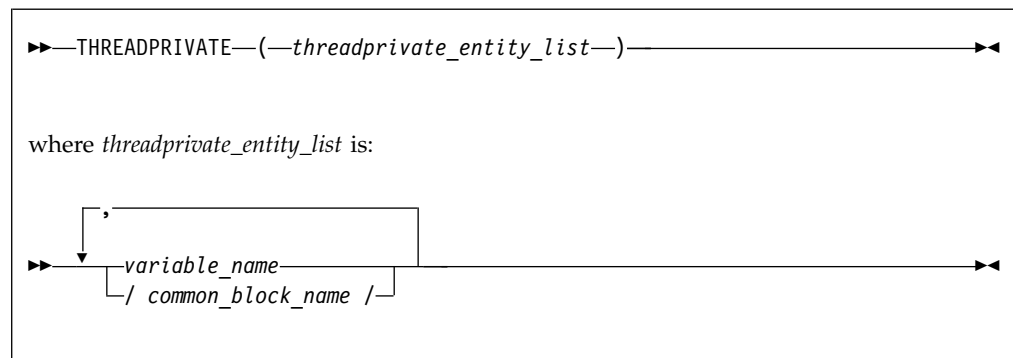 THREADPRIVATE ( threadprivate_entity_list )
where threadprivate_entity_list is:
,
variable_name
/ common_block_name /